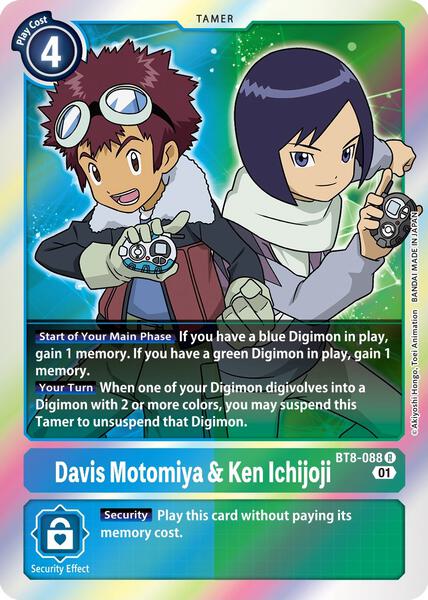 TAMER
Play Cost
4
Start of Your Main Phase If you have a blue Digimon in play,
gain 1 memory. If you have a green Digimon in play, gain 1
memory.
Your Turn When one of your Digimon digivolves into a
Digimon with 2 or more colors, you may suspend this
Tamer to unsuspend that Digimon.
©Akiyoshi Hongo, Toei Animation BANDAI MADE IN JAPAN
BT8-088 R
Davis Motomiya & Ken Ichijoji
01
Security Play this card without paying its
memory cost.
Security Effect